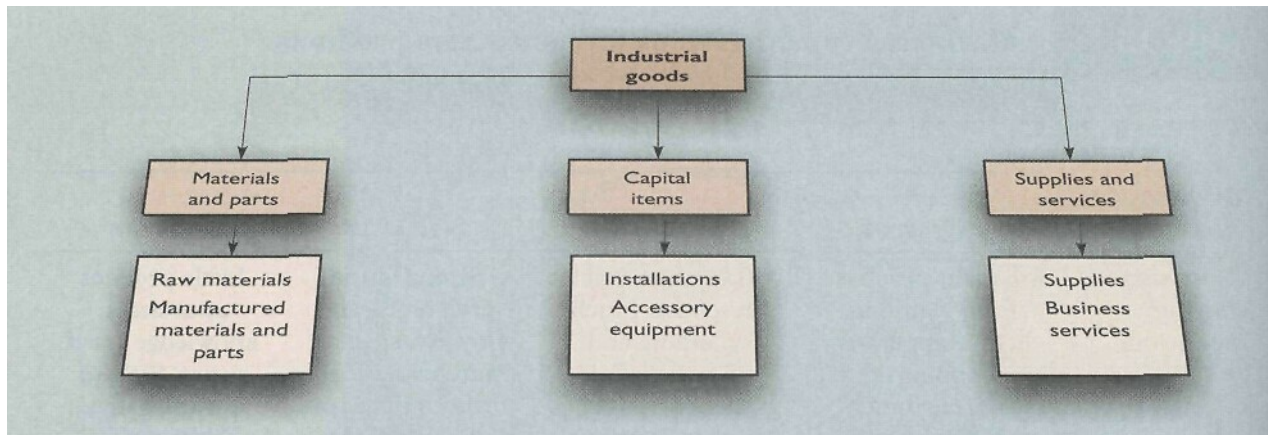 Industrial
goods
Materials
and parts
Capital
items
Supplies and
services
Raw materials
Manufactured
materials and
parts
Installations
Accessory
equipment
Supplies
Business
services